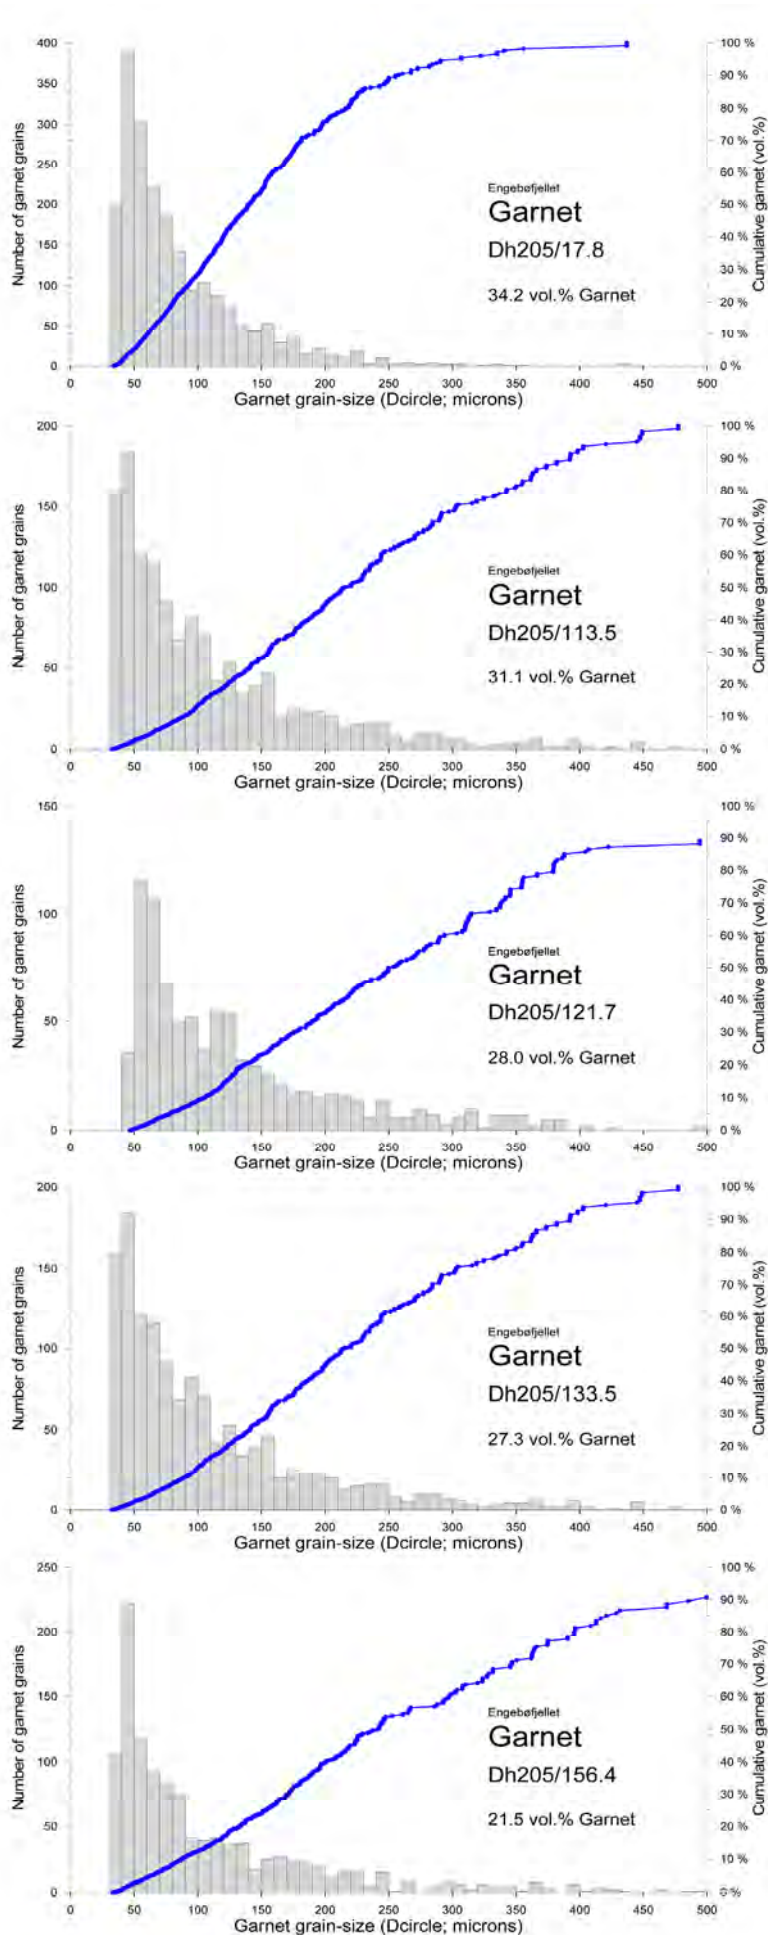 400
350
300
250
200
150
100
50
0
Number of garnet grains
100 %
90 %
80 %
70 %
60 %
50 %
40 %
30 %
20 %
10 %
0 %
Cumulative garnet (vol.%)
Engebøfjellet
Garnet
Dh205/17.8
34.2 vol.% Garnet
0 50 100 150 200 250 300 350 400 450 500
Garnet grain-size (Dcircle; microns)
200
150
100
50
0
Number of garnet grains
100 %
90 %
80 %
70 %
60 %
50 %
40 %
30 %
20 %
10 %
0 %
Cumulative garnet (vol.%)
Engebøfjellet
Garnet
Dh205/113.5
31.1 vol.% Garnet
0 50 100 150 200 250 300 350 400 450 500
Garnet grain-size (Dcircle; microns)
150
100
50
0
Number of garnet grains
100 %
90 %
80 %
70 %
60 %
50 %
40 %
30 %
20 %
10 %
0 %
Cumulative garnet (vol.%)
Engebøfjellet
Garnet
Dh205/121.7
28.0 vol.% Garnet
0 50 100 150 200 250 300 350 400 450 500
Garnet grain-size (Dcircle; microns)
200
150
100
50
0
Number of garnet grains
100 %
90 %
80 %
70 %
60 %
50 %
40 %
30 %
20 %
10 %
0 %
Cumulative garnet (vol.%)
Engebøfjellet
Garnet
Dh205/133.5
27.3 vol.% Garnet
0 50 100 150 200 250 300 350 400 450 500
Garnet grain-size (Dcircle; microns)
250
200
150
100
50
0
Number of garnet grains
100 %
90 %
80 %
70 %
60 %
50 %
40 %
30 %
20 %
10 %
0 %
Cumulative garnet (vol.%)
Engebøfjellet
Garnet
Dh205/156.4
21.5 vol.% Garnet
0 50 100 150 200 250 300 350 400 450 500
Garnet grain-size (Dcircle; microns)